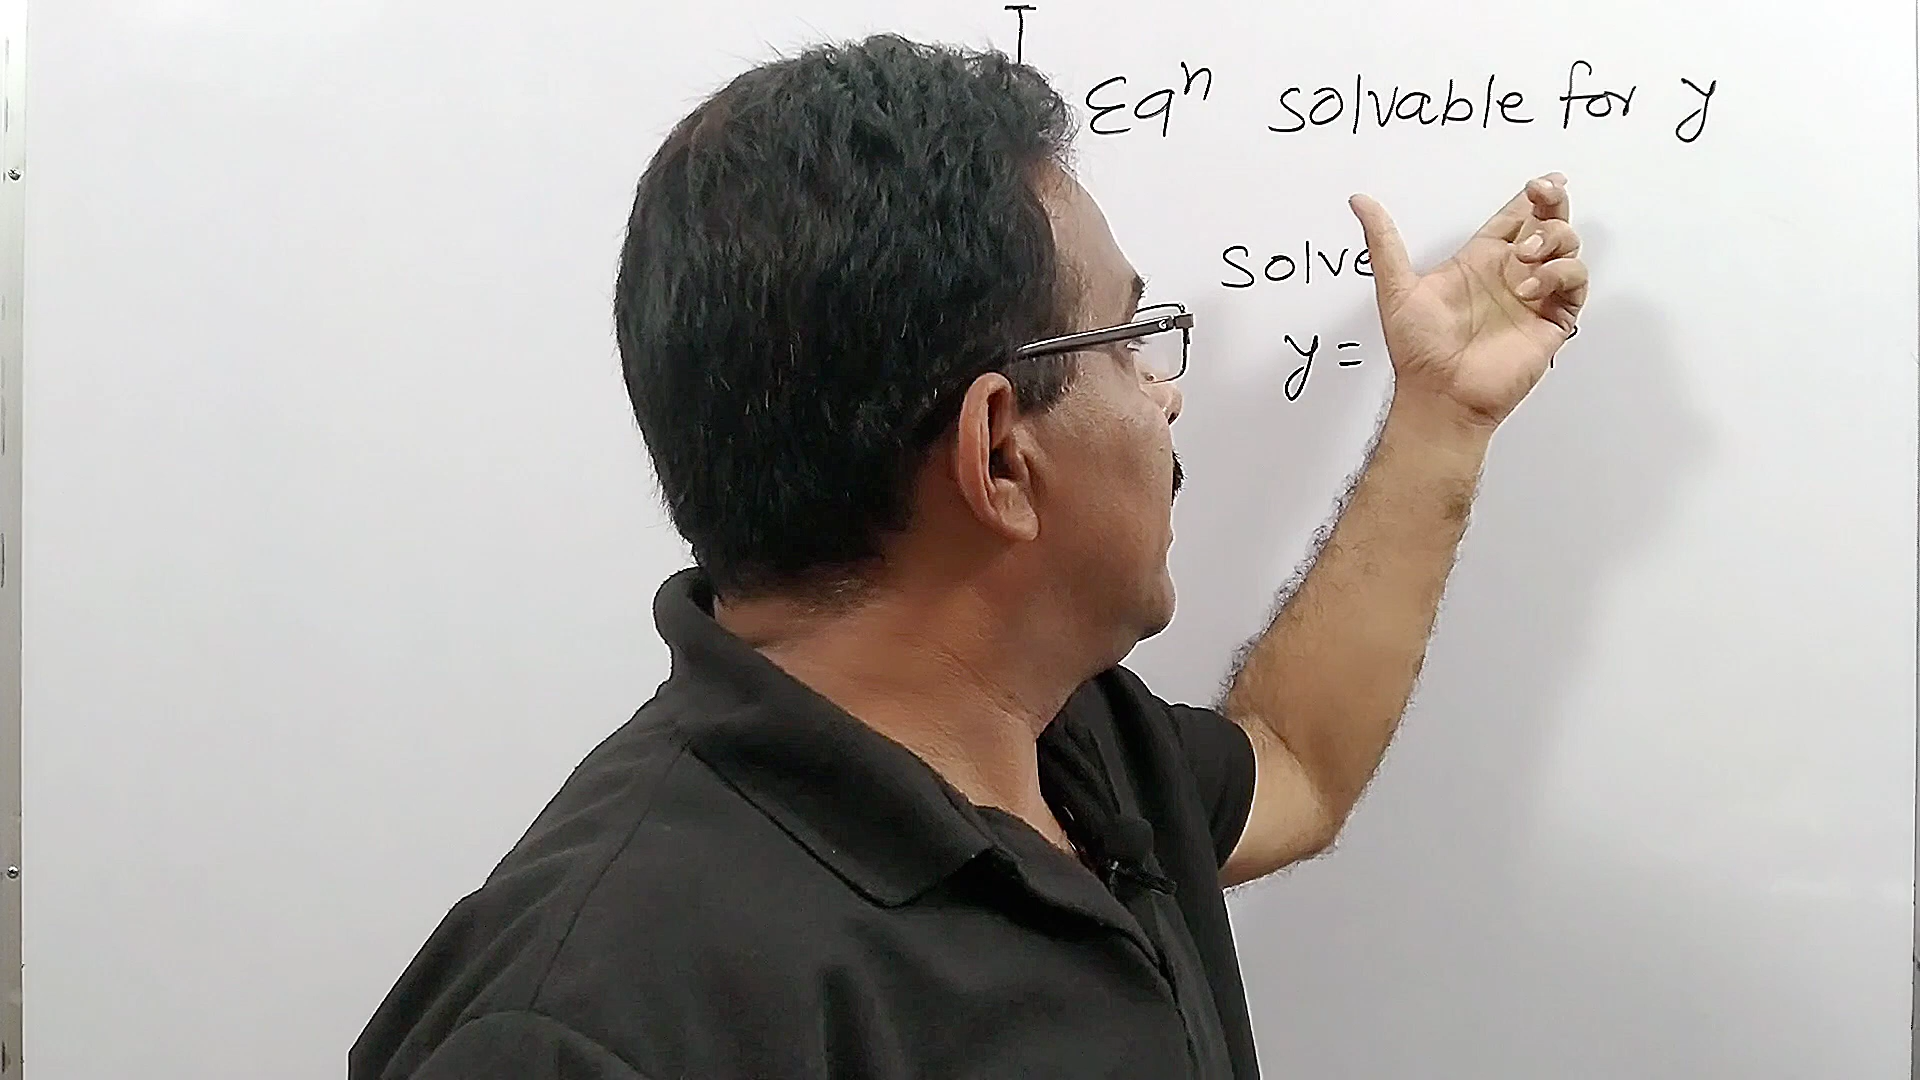 I
Eqⁿ solvable for y
solve
y =